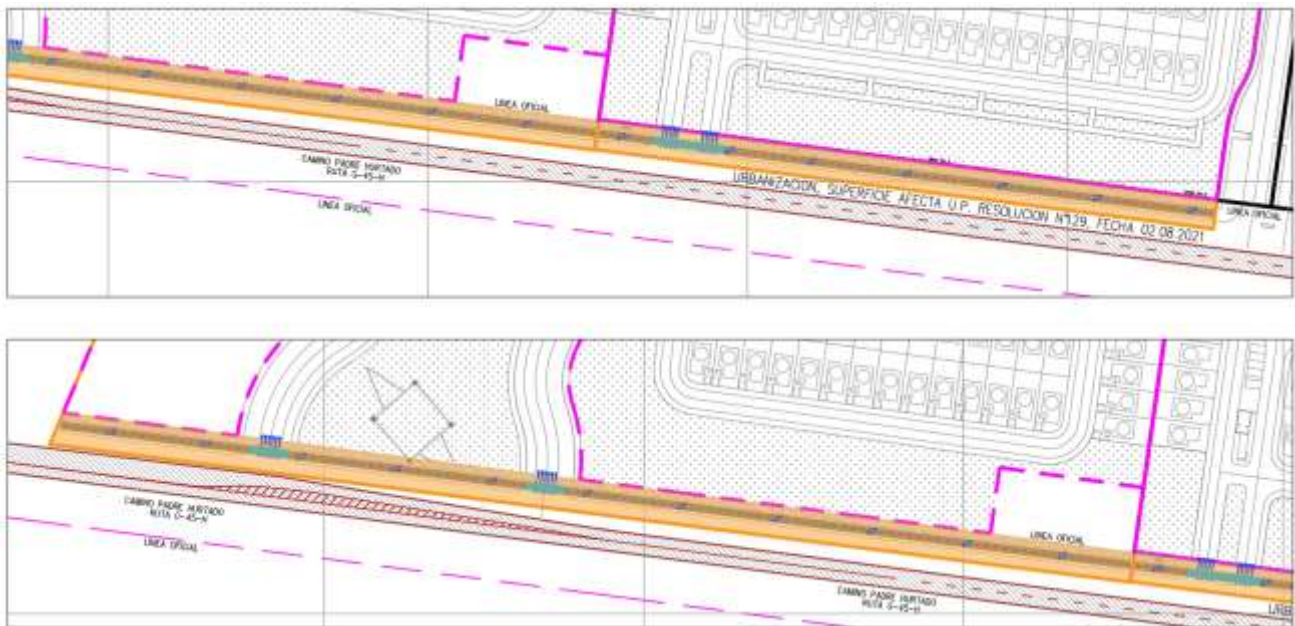 LINEA OFICIAL
CAMINO PADRE HURTADO
RUTA G-45-H
LINEA OFICIAL
URBANIZACION, SUPERFICIE AFECTA U.P. RESOLUCION N°129, FECHA 02.08.2021
LINEA OFICIAL
CAMINO PADRE HURTADO
RUTA G-45-H
LINEA OFICIAL
LINEA OFICIAL
CAMINO PADRE HURTADO
RUTA G-45-H
URB